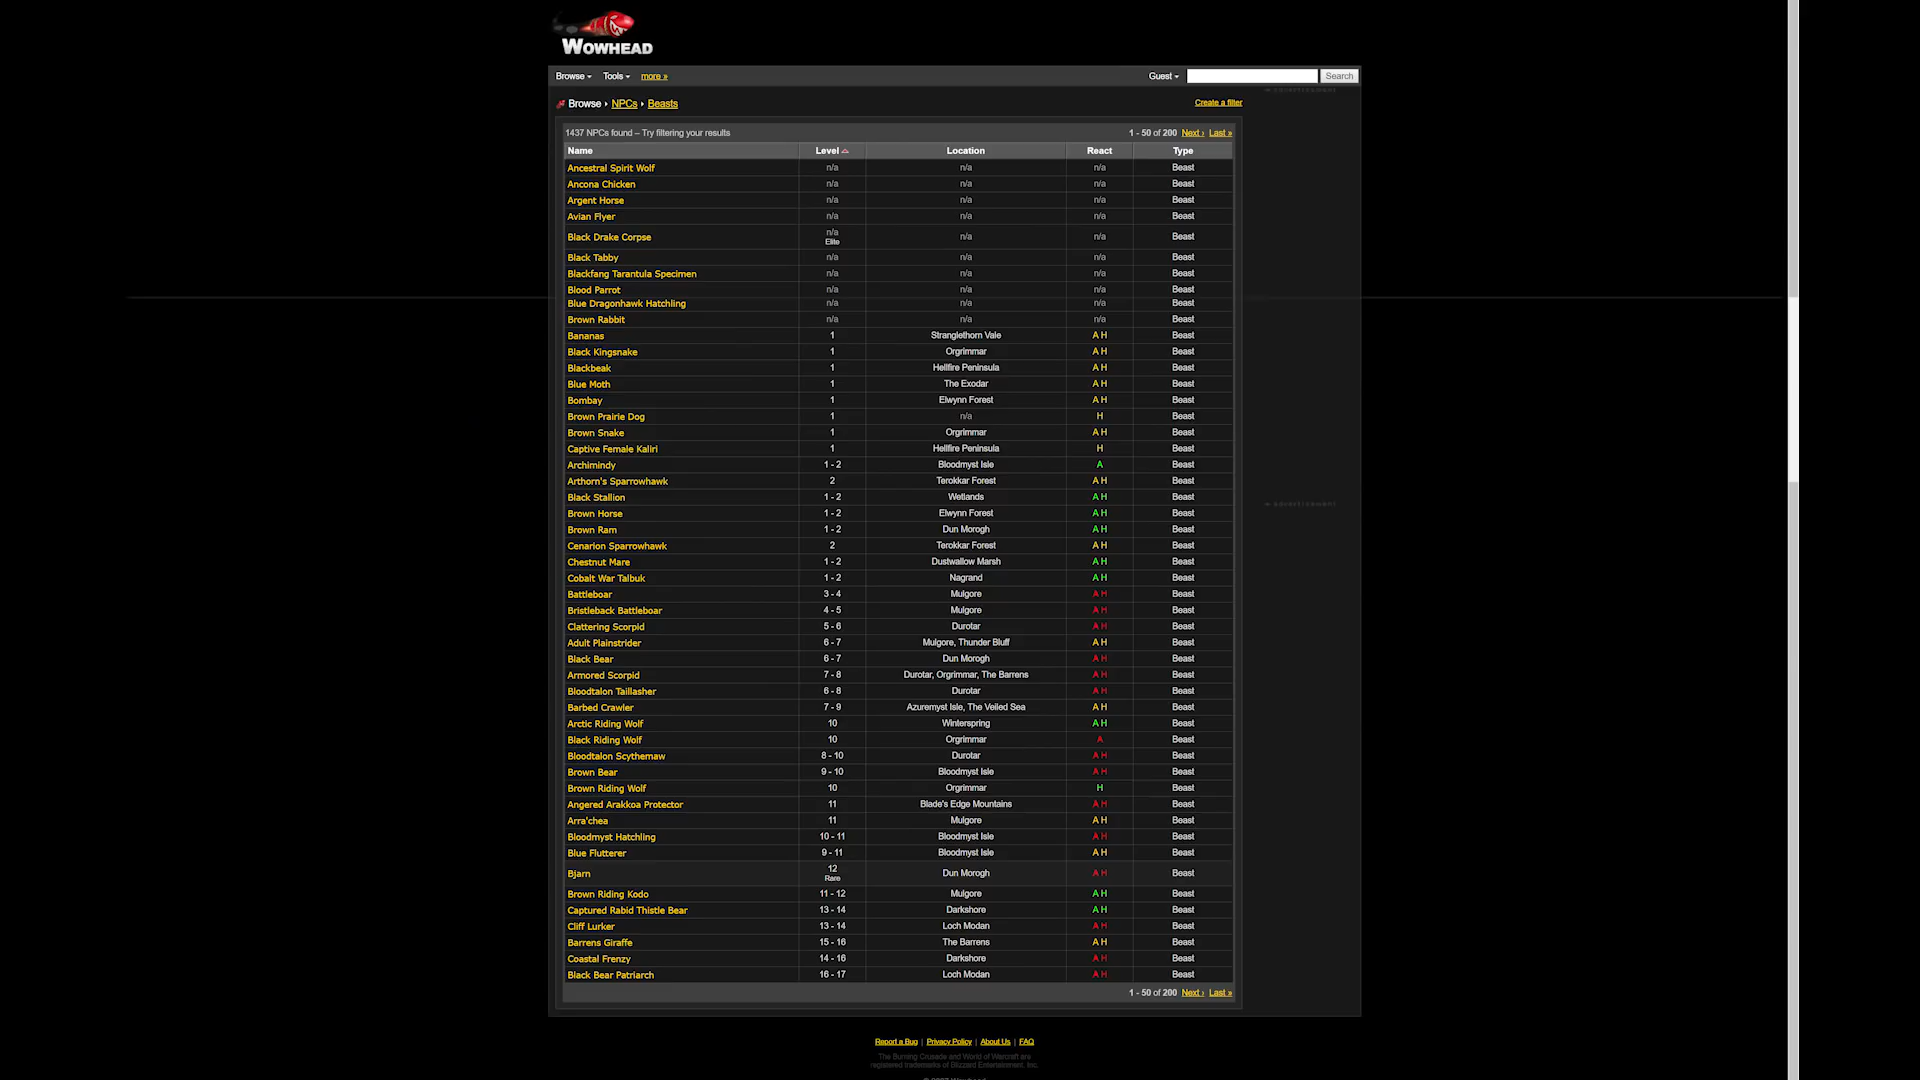 WOWHEAD
Browse Tools more » Guest Search
Browse NPCs Beasts Create a filter
advertisement
1437 NPCs found – Try filtering your results 1 - 50 of 200 Next › Last »
Name Level Location React Type
Ancestral Spirit Wolf n/a n/a n/a Beast
Ancona Chicken n/a n/a n/a Beast
Argent Horse n/a n/a n/a Beast
Avian Flyer n/a n/a n/a Beast
Black Drake Corpse n/a Elite n/a n/a Beast
Black Tabby n/a n/a n/a Beast
Blackfang Tarantula Specimen n/a n/a n/a Beast
Blood Parrot n/a n/a n/a Beast
Blue Dragonhawk Hatchling n/a n/a n/a Beast
Brown Rabbit n/a n/a n/a Beast
Bananas 1 Stranglethorn Vale A H Beast
Black Kingsnake 1 Orgrimmar A H Beast
Blackbeak 1 Hellfire Peninsula A H Beast
Blue Moth 1 The Exodar A H Beast
Bombay 1 Elwynn Forest A H Beast
Brown Prairie Dog 1 n/a H Beast
Brown Snake 1 Orgrimmar A H Beast
Captive Female Kaliri 1 Hellfire Peninsula H Beast
Archimindy 1 - 2 Bloodmyst Isle A Beast
Arthorn's Sparrowhawk 2 Terokkar Forest A H Beast
Black Stallion 1 - 2 Wetlands A H Beast
Brown Horse 1 - 2 Elwynn Forest A H Beast
Brown Ram 1 - 2 Dun Morogh A H Beast
Cenarion Sparrowhawk 2 Terokkar Forest A H Beast
Chestnut Mare 1 - 2 Dustwallow Marsh A H Beast
Cobalt War Talbuk 1 - 2 Nagrand A H Beast
Battleboar 3 - 4 Mulgore A H Beast
Bristleback Battleboar 4 - 5 Mulgore A H Beast
Clattering Scorpid 5 - 6 Durotar A H Beast
Adult Plainstrider 6 - 7 Mulgore, Thunder Bluff A H Beast
Black Bear 6 - 7 Dun Morogh A H Beast
Armored Scorpid 7 - 8 Durotar, Orgrimmar, The Barrens A H Beast
Bloodtalon Taillasher 6 - 8 Durotar A H Beast
Barbed Crawler 7 - 9 Azuremyst Isle, The Veiled Sea A H Beast
Arctic Riding Wolf 10 Winterspring A H Beast
Black Riding Wolf 10 Orgrimmar A Beast
Bloodtalon Scythemaw 8 - 10 Durotar A H Beast
Brown Bear 9 - 10 Bloodmyst Isle A H Beast
Brown Riding Wolf 10 Orgrimmar H Beast
Angered Arakkoa Protector 11 Blade's Edge Mountains A H Beast
Arra'chea 11 Mulgore A H Beast
Bloodmyst Hatchling 10 - 11 Bloodmyst Isle A H Beast
Blue Flutterer 9 - 11 Bloodmyst Isle A H Beast
Bjarn 12 Rare Dun Morogh A H Beast
Brown Riding Kodo 11 - 12 Mulgore A H Beast
Captured Rabid Thistle Bear 13 - 14 Darkshore A H Beast
Cliff Lurker 13 - 14 Loch Modan A H Beast
Barrens Giraffe 15 - 16 The Barrens A H Beast
Coastal Frenzy 14 - 16 Darkshore A H Beast
Black Bear Patriarch 16 - 17 Loch Modan A H Beast
advertisement
1 - 50 of 200 Next › Last »
Report a Bug | Privacy Policy | About Us | FAQ
The Burning Crusade and World of Warcraft are
registered trademarks of Blizzard Entertainment, Inc.